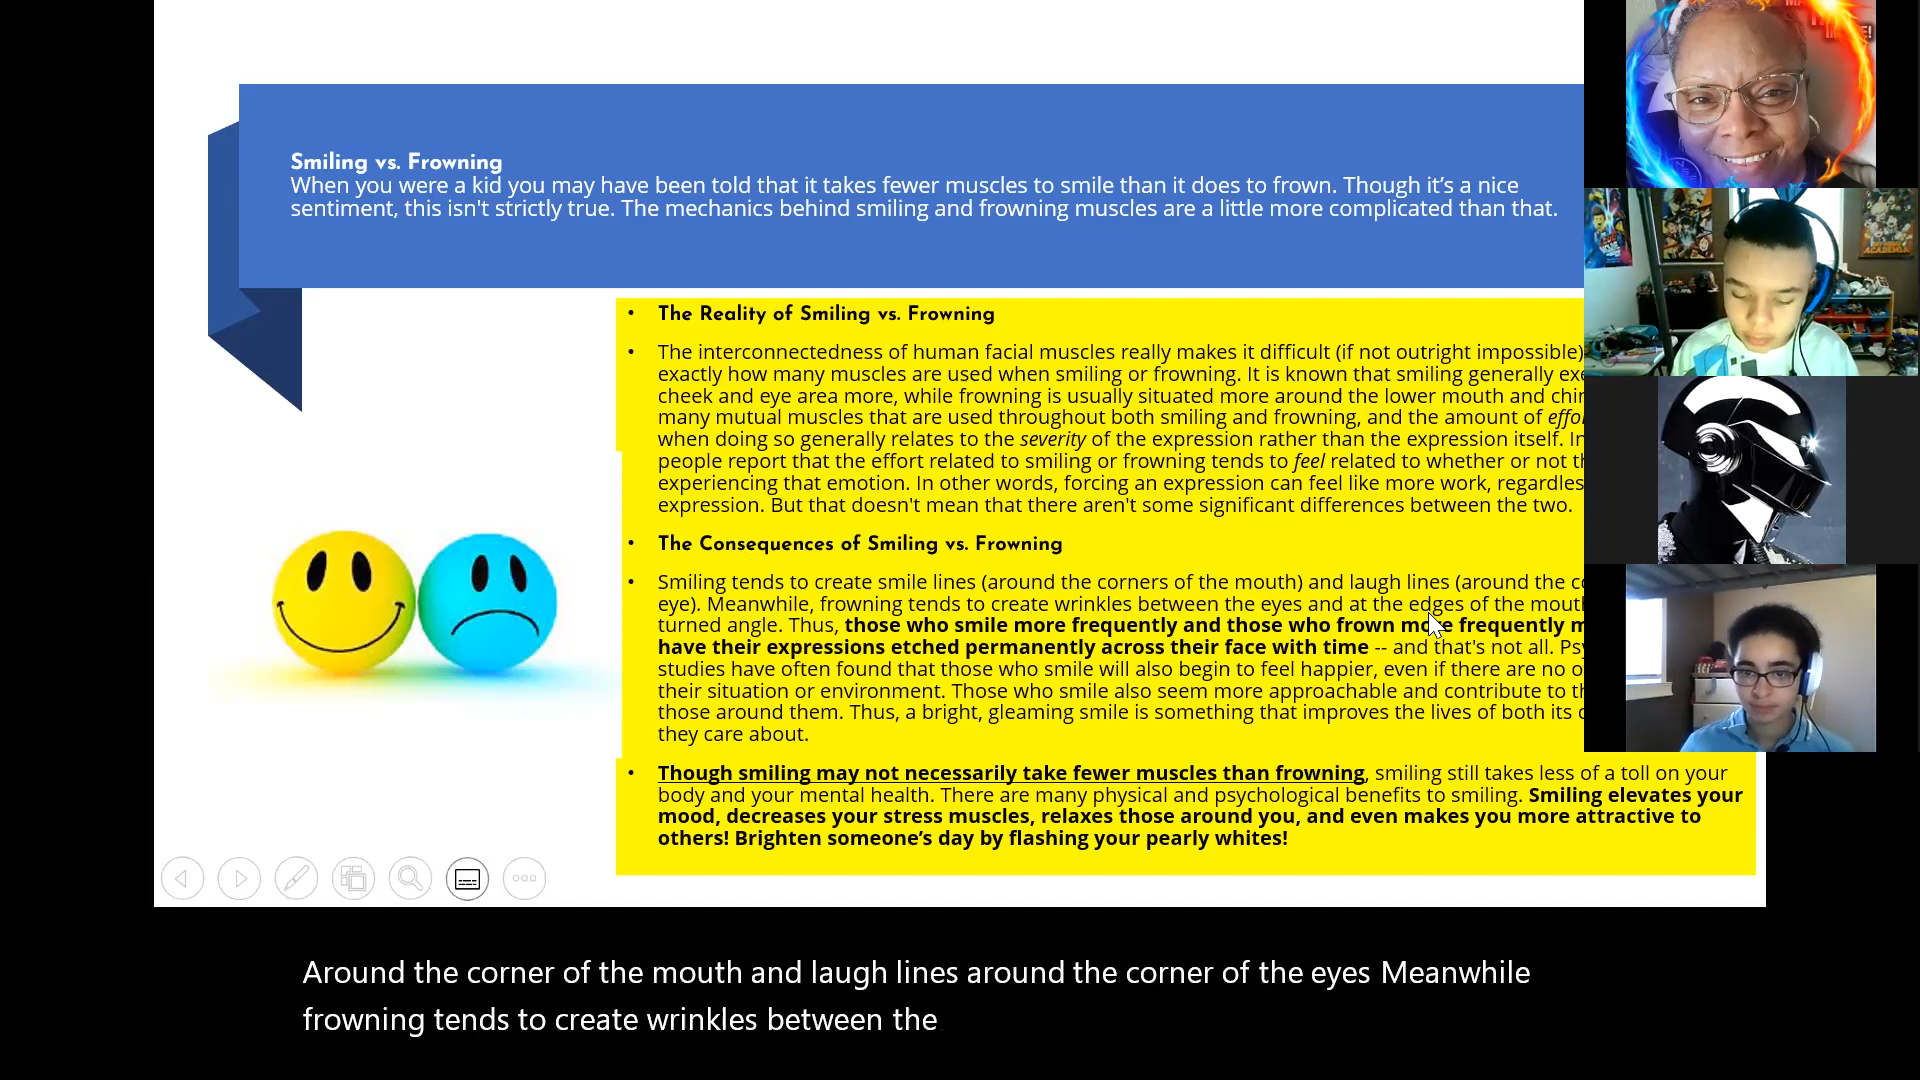 Smiling vs. Frowning
When you were a kid you may have been told that it takes fewer muscles to smile than it does to frown. Though it’s a nice
sentiment, this isn't strictly true. The mechanics behind smiling and frowning muscles are a little more complicated than that.
• The Reality of Smiling vs. Frowning
• The interconnectedness of human facial muscles really makes it difficult (if not outright impossible)
exactly how many muscles are used when smiling or frowning. It is known that smiling generally
cheek and eye area more, while frowning is usually situated more around the lower mouth and
many mutual muscles that are used throughout both smiling and frowning, and the amount of
when doing so generally relates to the severity of the expression rather than the expression itself. In
people report that the effort related to smiling or frowning tends to feel related to whether or not
experiencing that emotion. In other words, forcing an expression can feel like more work, regardless
expression. But that doesn't mean that there aren't some significant differences between the two.
• The Consequences of Smiling vs. Frowning
• Smiling tends to create smile lines (around the corners of the mouth) and laugh lines (around the
eye). Meanwhile, frowning tends to create wrinkles between the eyes and at the edges of the mouth
turned angle. Thus, those who smile more frequently and those who frown more frequently
have their expressions etched permanently across their face with time -- and that's not all.
studies have often found that those who smile will also begin to feel happier, even if there are no
their situation or environment. Those who smile also seem more approachable and contribute to
those around them. Thus, a bright, gleaming smile is something that improves the lives of both its
they care about.
• Though smiling may not necessarily take fewer muscles than frowning, smiling still takes less of a toll on your
body and your mental health. There are many physical and psychological benefits to smiling. Smiling elevates your
mood, decreases your stress muscles, relaxes those around you, and even makes you more attractive to
others! Brighten someone’s day by flashing your pearly whites!
Around the corner of the mouth and laugh lines around the corner of the eyes Meanwhile
frowning tends to create wrinkles between the